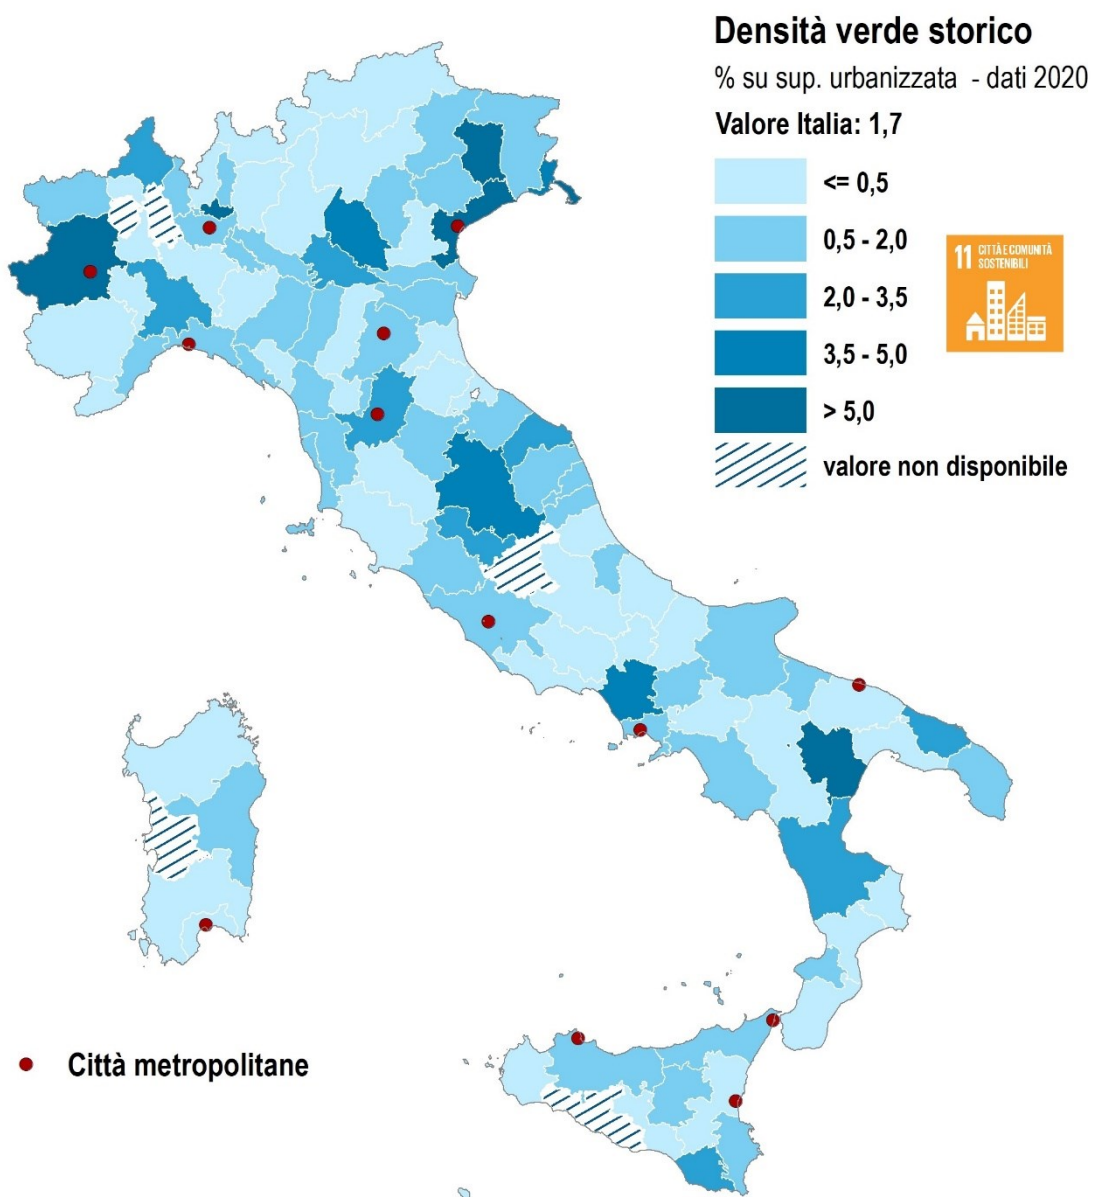 Densità verde storico
% su sup. urbanizzata - dati 2020
Valore Italia: 1,7
<= 0,5
0,5 - 2,0
2,0 - 3,5
3,5 - 5,0
> 5,0
valore non disponibile
11 CITTÀ E COMUNITÀ
SOSTENIBILI
Città metropolitane